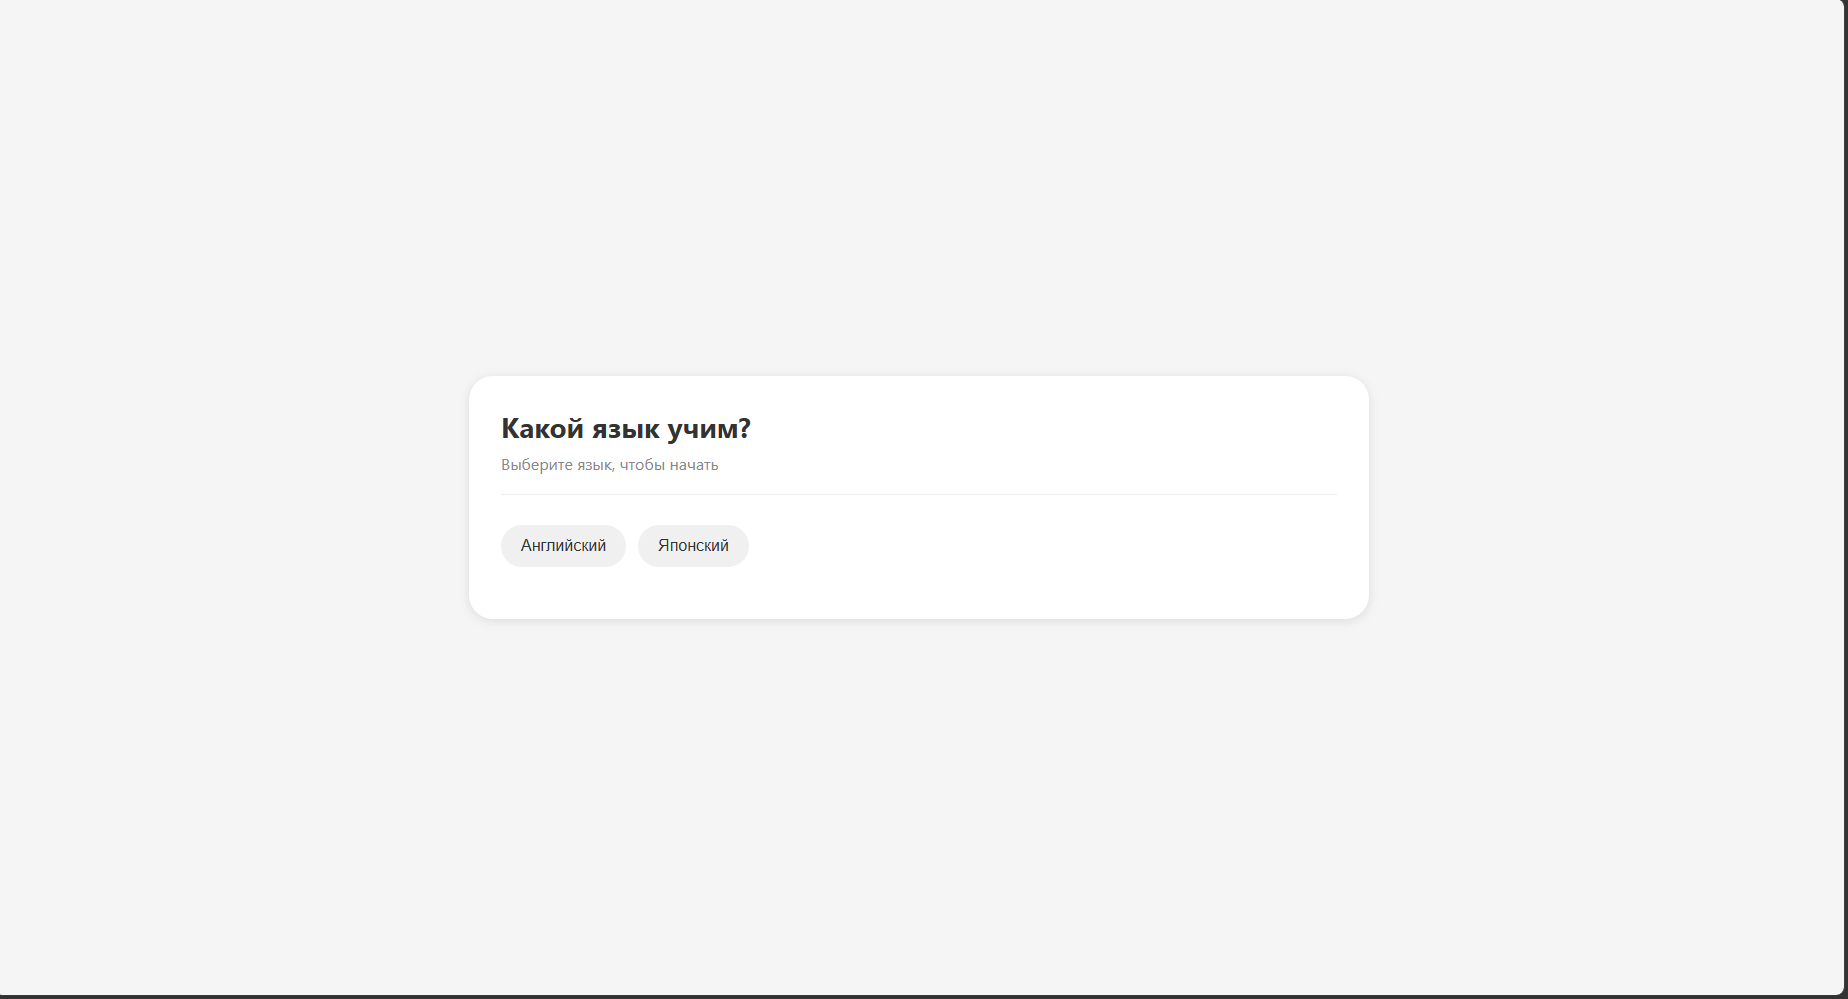 Какой язык учим?
Выберите язык, чтобы начать
Английский Японский